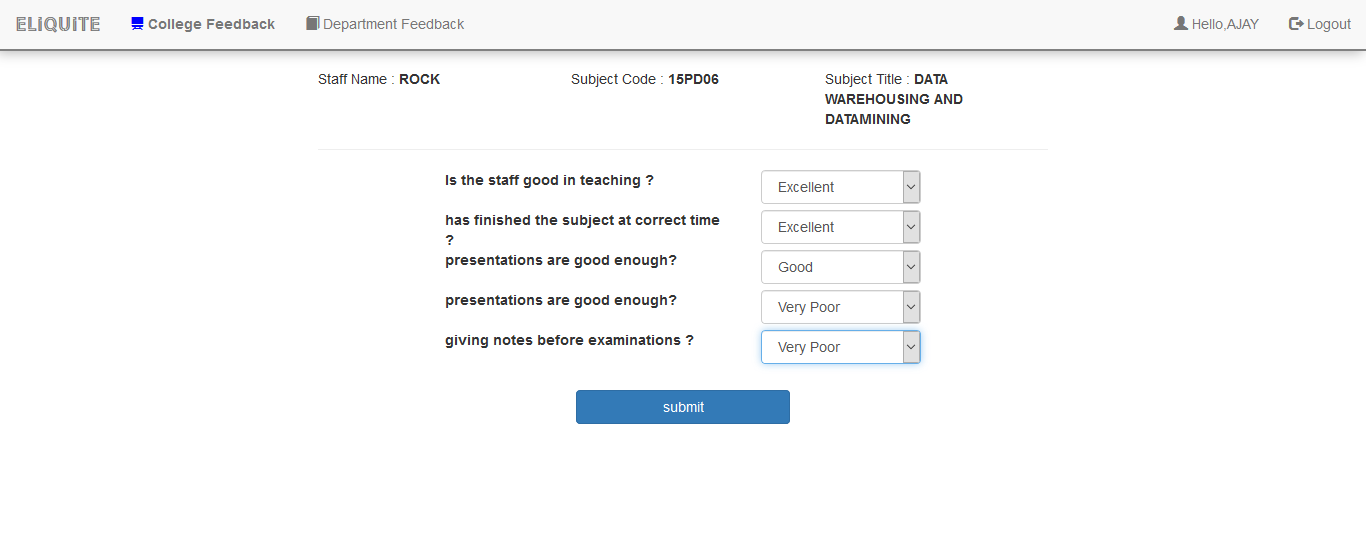 ELiQUiTE College Feedback Department Feedback Hello,AJAY Logout
Staff Name : ROCK Subject Code : 15PD06 Subject Title : DATA
WAREHOUSING AND
DATAMINING
Is the staff good in teaching ? Excellent
has finished the subject at correct time Excellent
?
presentations are good enough? Good
presentations are good enough? Very Poor
giving notes before examinations ? Very Poor
submit